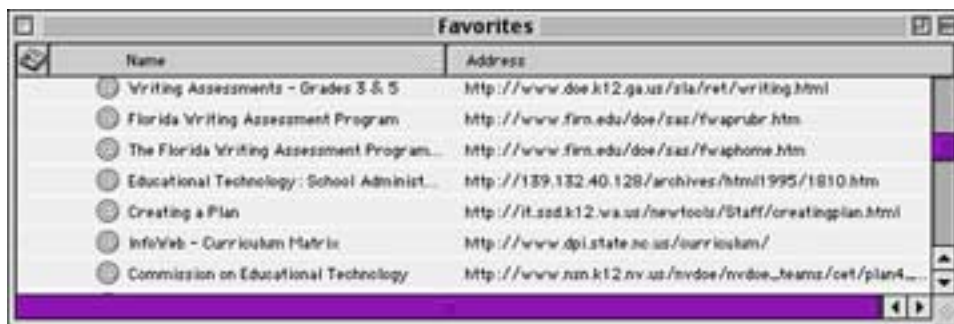 Favorites
Name Address
Writing Assessments - Grades 3 & 5 http://www.doe.k12.ga.us/sla/ret/writing.html
Florida Writing Assessment Program http://www.firn.edu/doe/sas/fwaprubr.htm
The Florida Writing Assessment Program... http://www.firn.edu/doe/sas/fwaphome.htm
Educational Technology: School Administ... http://139.132.40.128/archives/html1995/1810.htm
Creating a Plan http://it.ssd.k12.wa.us/newtools/Staff/creatingplan.html
InfoWeb - Curriculum Matrix http://www.dpi.state.nc.us/curriculum/
Commission on Educational Technology http://www.nsn.k12.nv.us/nvdoe/nvdoe_teams/cet/plan4_...